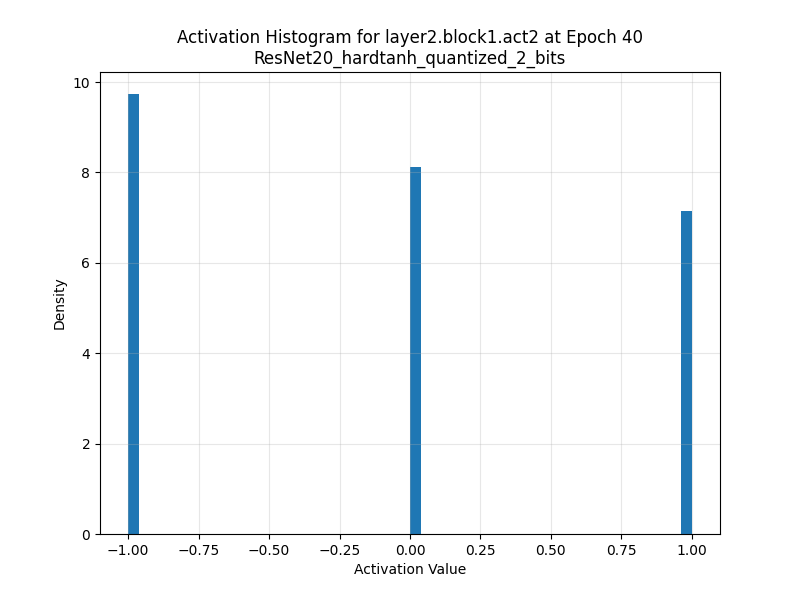 Activation Histogram for layer2.block1.act2 at Epoch 40
ResNet20_hardtanh_quantized_2_bits
10
8
6
4
2
0
Density
−1.00 −0.75 −0.50 −0.25 0.00 0.25 0.50 0.75 1.00
Activation Value